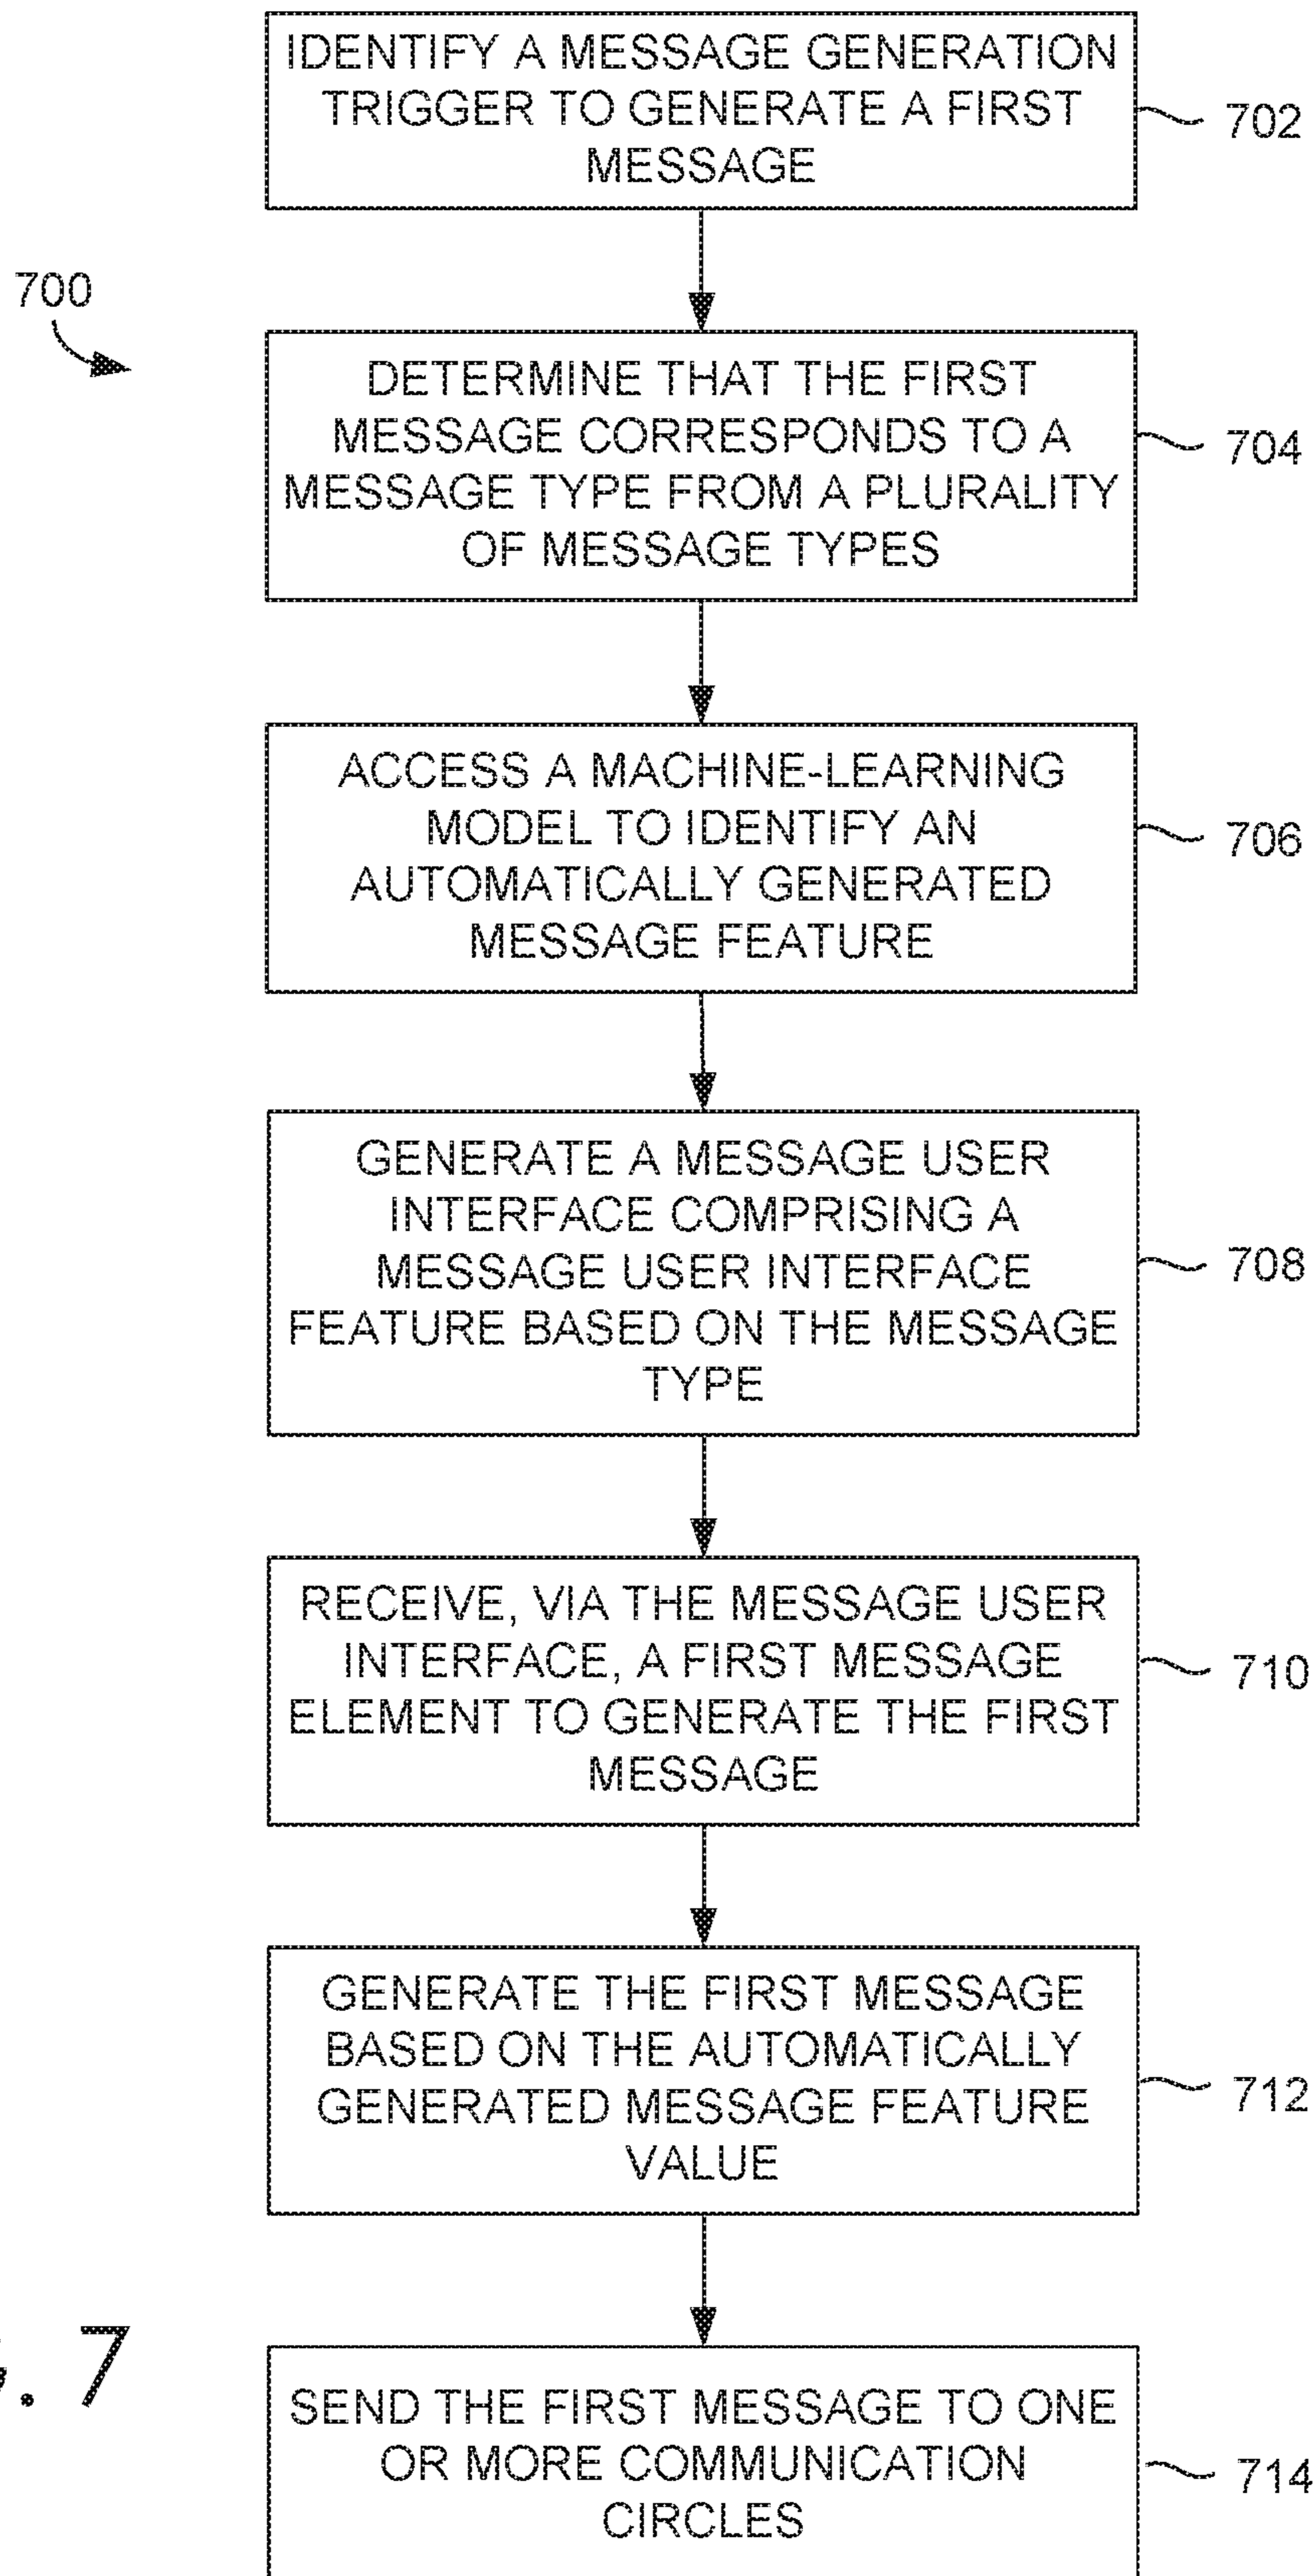 IDENTIFY A MESSAGE GENERATION
TRIGGER TO GENERATE A FIRST
MESSAGE
702
700
DETERMINE THAT THE FIRST
MESSAGE CORRESPONDS TO A
MESSAGE TYPE FROM A PLURALITY
OF MESSAGE TYPES
704
ACCESS A MACHINE-LEARNING
MODEL TO IDENTIFY AN
AUTOMATICALLY GENERATED
MESSAGE FEATURE
706
GENERATE A MESSAGE USER
INTERFACE COMPRISING A
MESSAGE USER INTERFACE
FEATURE BASED ON THE MESSAGE
TYPE
708
RECEIVE, VIA THE MESSAGE USER
INTERFACE, A FIRST MESSAGE
ELEMENT TO GENERATE THE FIRST
MESSAGE
710
GENERATE THE FIRST MESSAGE
BASED ON THE AUTOMATICALLY
GENERATED MESSAGE FEATURE
VALUE
712
. 7
SEND THE FIRST MESSAGE TO ONE
OR MORE COMMUNICATION
CIRCLES
714